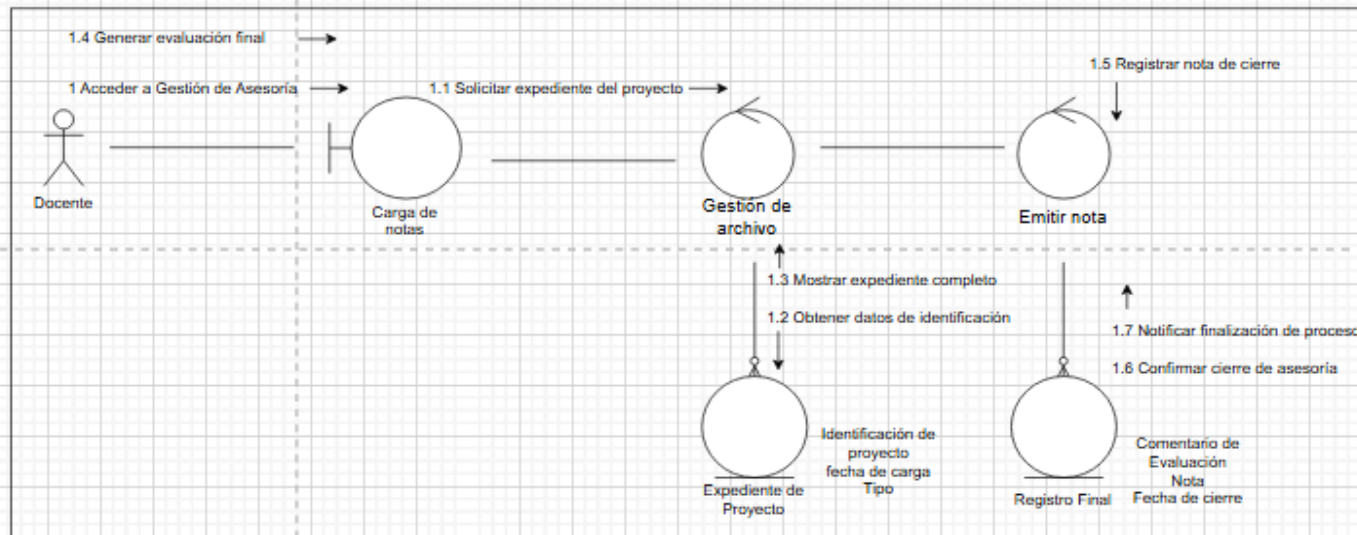 1.4 Generar evaluación final
1 Acceder a Gestión de Asesoría
1.1 Solicitar expediente del proyecto
1.5 Registrar nota de cierre
Docente
Carga de
notas
Gestión de
archivo
Emitir nota
1.3 Mostrar expediente completo
1.2 Obtener datos de identificación
1.7 Notificar finalización de proceso
1.6 Confirmar cierre de asesoría
Expediente de
Proyecto
Identificación de
proyecto
fecha de carga
Tipo
Registro Final
Comentario de
Evaluación
Nota
Fecha de cierre